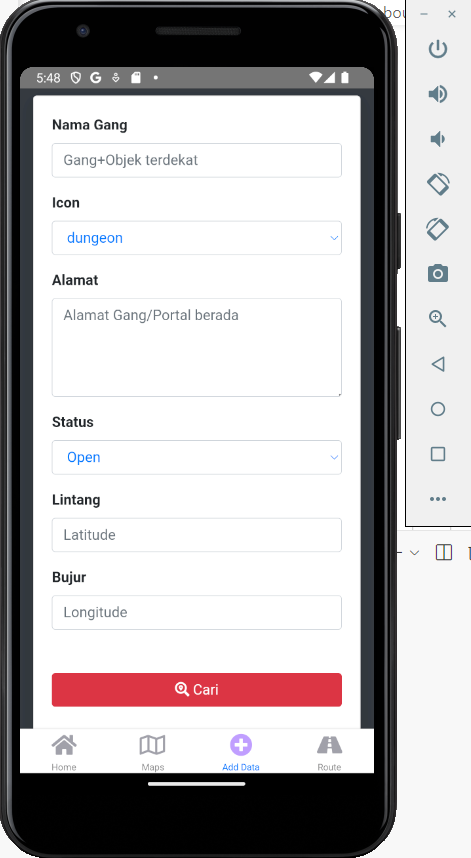 bou
5:48
Nama Gang
Gang+Objek terdekat
Icon
dungeon
Alamat
Alamat Gang/Portal berada
Status
Open
Lintang
Latitude
Bujur
Longitude
Cari
Home Maps Add Data Route